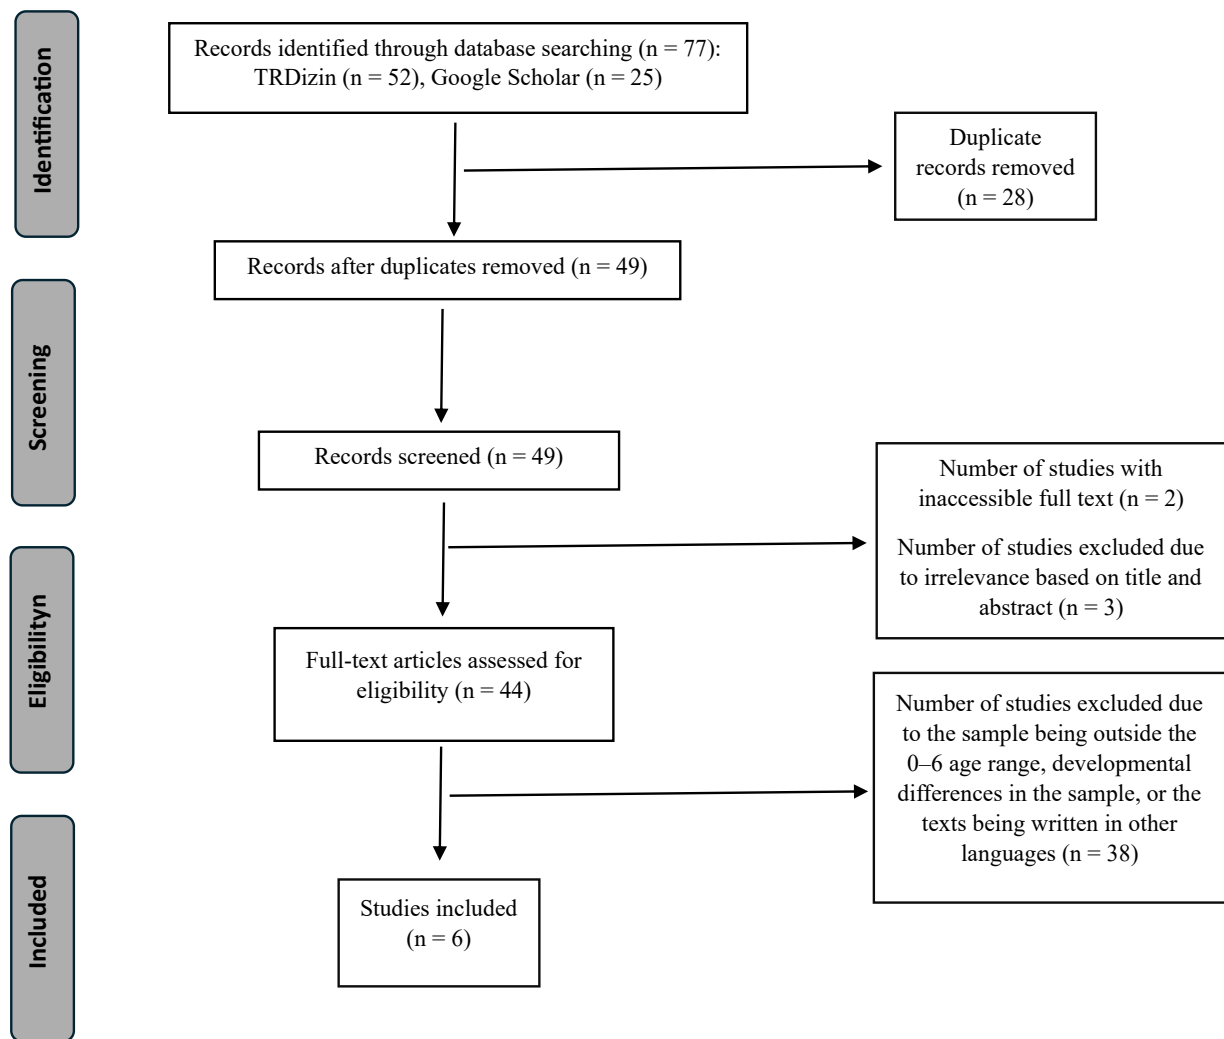 Identification
Records identified through database searching (n = 77):
TRDizin (n = 52), Google Scholar (n = 25)
Duplicate
records removed
(n = 28)
Records after duplicates removed (n = 49)
Screening
Records screened (n = 49)
Number of studies with
inaccessible full text (n = 2)
Number of studies excluded due
to irrelevance based on title and
abstract (n = 3)
Eligibilityn
Full-text articles assessed for
eligibility (n = 44)
Number of studies excluded due
to the sample being outside the
0–6 age range, developmental
differences in the sample, or the
texts being written in other
languages (n = 38)
Included
Studies included
(n = 6)